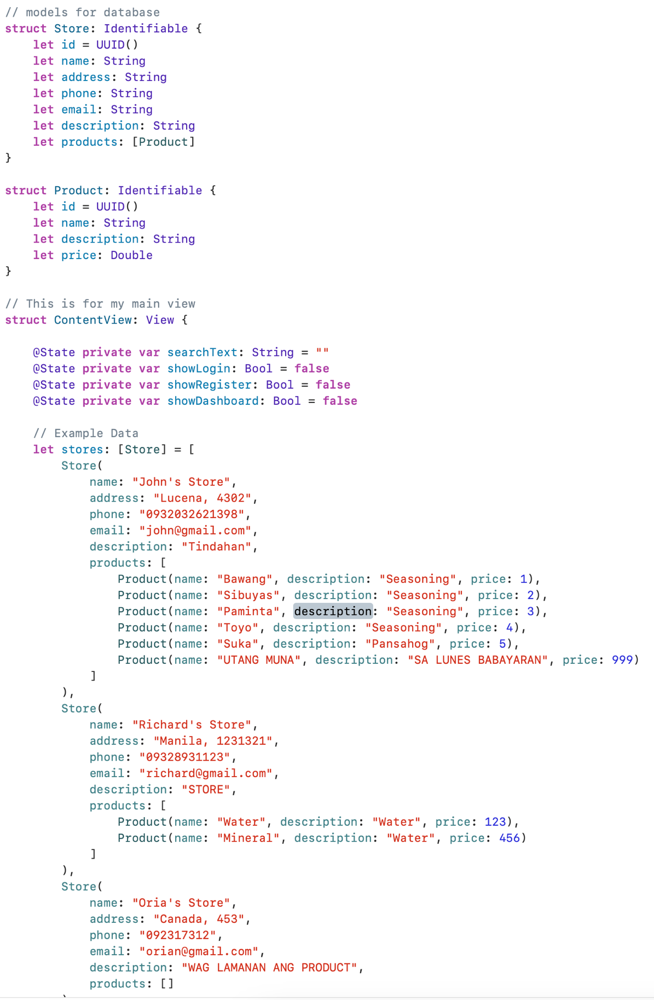 // models for database
struct Store: Identifiable {
    let id = UUID()
    let name: String
    let address: String
    let phone: String
    let email: String
    let description: String
    let products: [Product]
}

struct Product: Identifiable {
    let id = UUID()
    let name: String
    let description: String
    let price: Double
}

// This is for my main view
struct ContentView: View {

    @State private var searchText: String = ""
    @State private var showLogin: Bool = false
    @State private var showRegister: Bool = false
    @State private var showDashboard: Bool = false

    // Example Data
    let stores: [Store] = [
        Store(
            name: "John's Store",
            address: "Lucena, 4302",
            phone: "0932032621398",
            email: "john@gmail.com",
            description: "Tindahan",
            products: [
                Product(name: "Bawang", description: "Seasoning", price: 1),
                Product(name: "Sibuyas", description: "Seasoning", price: 2),
                Product(name: "Paminta", description: "Seasoning", price: 3),
                Product(name: "Toyo", description: "Seasoning", price: 4),
                Product(name: "Suka", description: "Pansahog", price: 5),
                Product(name: "UTANG MUNA", description: "SA LUNES BABAYARAN", price: 999)
            ]
        ),
        Store(
            name: "Richard's Store",
            address: "Manila, 1231321",
            phone: "09328931123",
            email: "richard@gmail.com",
            description: "STORE",
            products: [
                Product(name: "Water", description: "Water", price: 123),
                Product(name: "Mineral", description: "Water", price: 456)
            ]
        ),
        Store(
            name: "Oria's Store",
            address: "Canada, 453",
            phone: "092317312",
            email: "orian@gmail.com",
            description: "WAG LAMANAN ANG PRODUCT",
            products: []